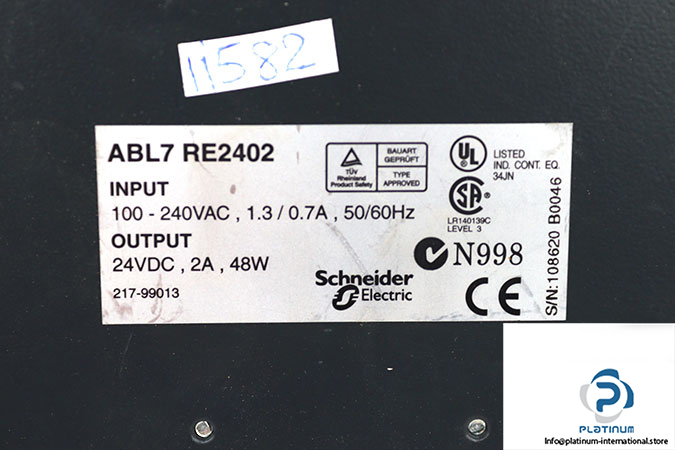 11582
ABL7 RE2402
INPUT
100 - 240VAC , 1.3 / 0.7A , 50/60Hz
OUTPUT
24VDC , 2A , 48W
217-99013
TÜV
Rheinland
Product Safety
BAUART
GEPRÜFT
TYPE
APPROVED
UL
LISTED
IND. CONT. EQ.
34JN
SA
LR140139C
LEVEL 3
N998
Schneider
Electric
CE
S/N:108620 B0046
PLATINUM
Info@platinum-international.store